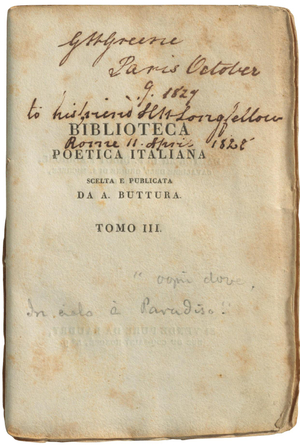 GWGreene
Paris October
9. 1827
to his friend HWLongfellow
BIBLIOTECA
Rome 11. April 1828
POETICA ITALIANA
SCELTA E PUBLICATA
DA A. BUTTURA.
TOMO III.
"ogni dove,
In cielo è Paradiso."